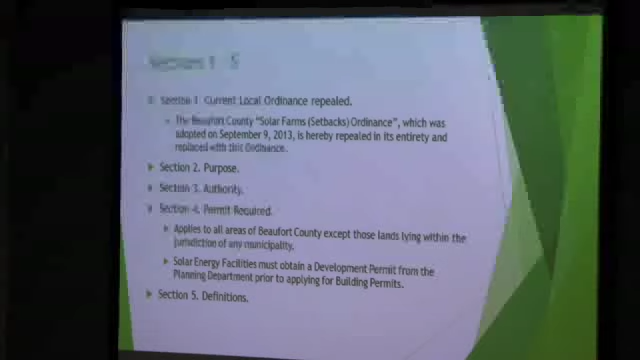 Sections 1 - 5
Section 1. Current Local Ordinance repealed.
The Beaufort County "Solar Farms (Setbacks) Ordinance", which was
adopted on September 9, 2013, is hereby repealed in its entirety and
replaced with this Ordinance.
Section 2. Purpose.
Section 3. Authority.
Section 4. Permit Required.
Applies to all areas of Beaufort County except those lands lying within the
jurisdiction of any municipality.
Solar Energy Facilities must obtain a Development Permit from the
Planning Department prior to applying for Building Permits.
Section 5. Definitions.